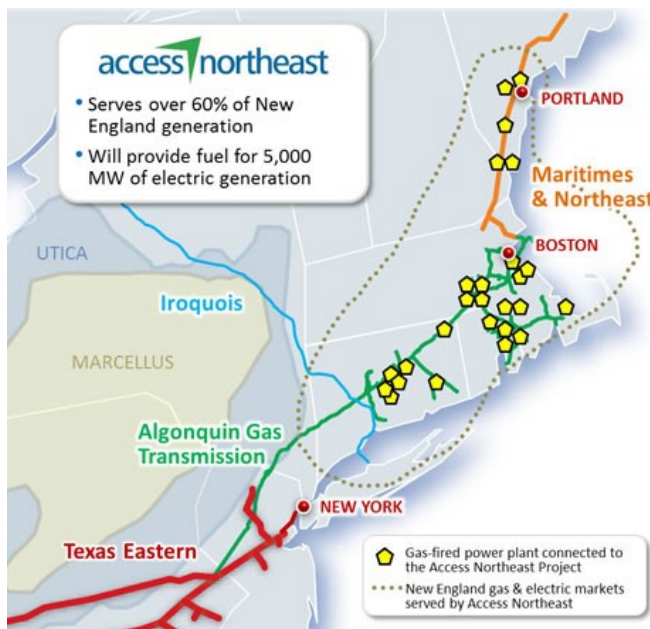 access northeast
• Serves over 60% of New
England generation
• Will provide fuel for 5,000
MW of electric generation
PORTLAND
Maritimes
& Northeast
BOSTON
UTICA
Iroquois
MARCELLUS
Algonquin Gas
Transmission
NEW YORK
Texas Eastern
Gas-fired power plant connected to
the Access Northeast Project
New England gas & electric markets
served by Access Northeast